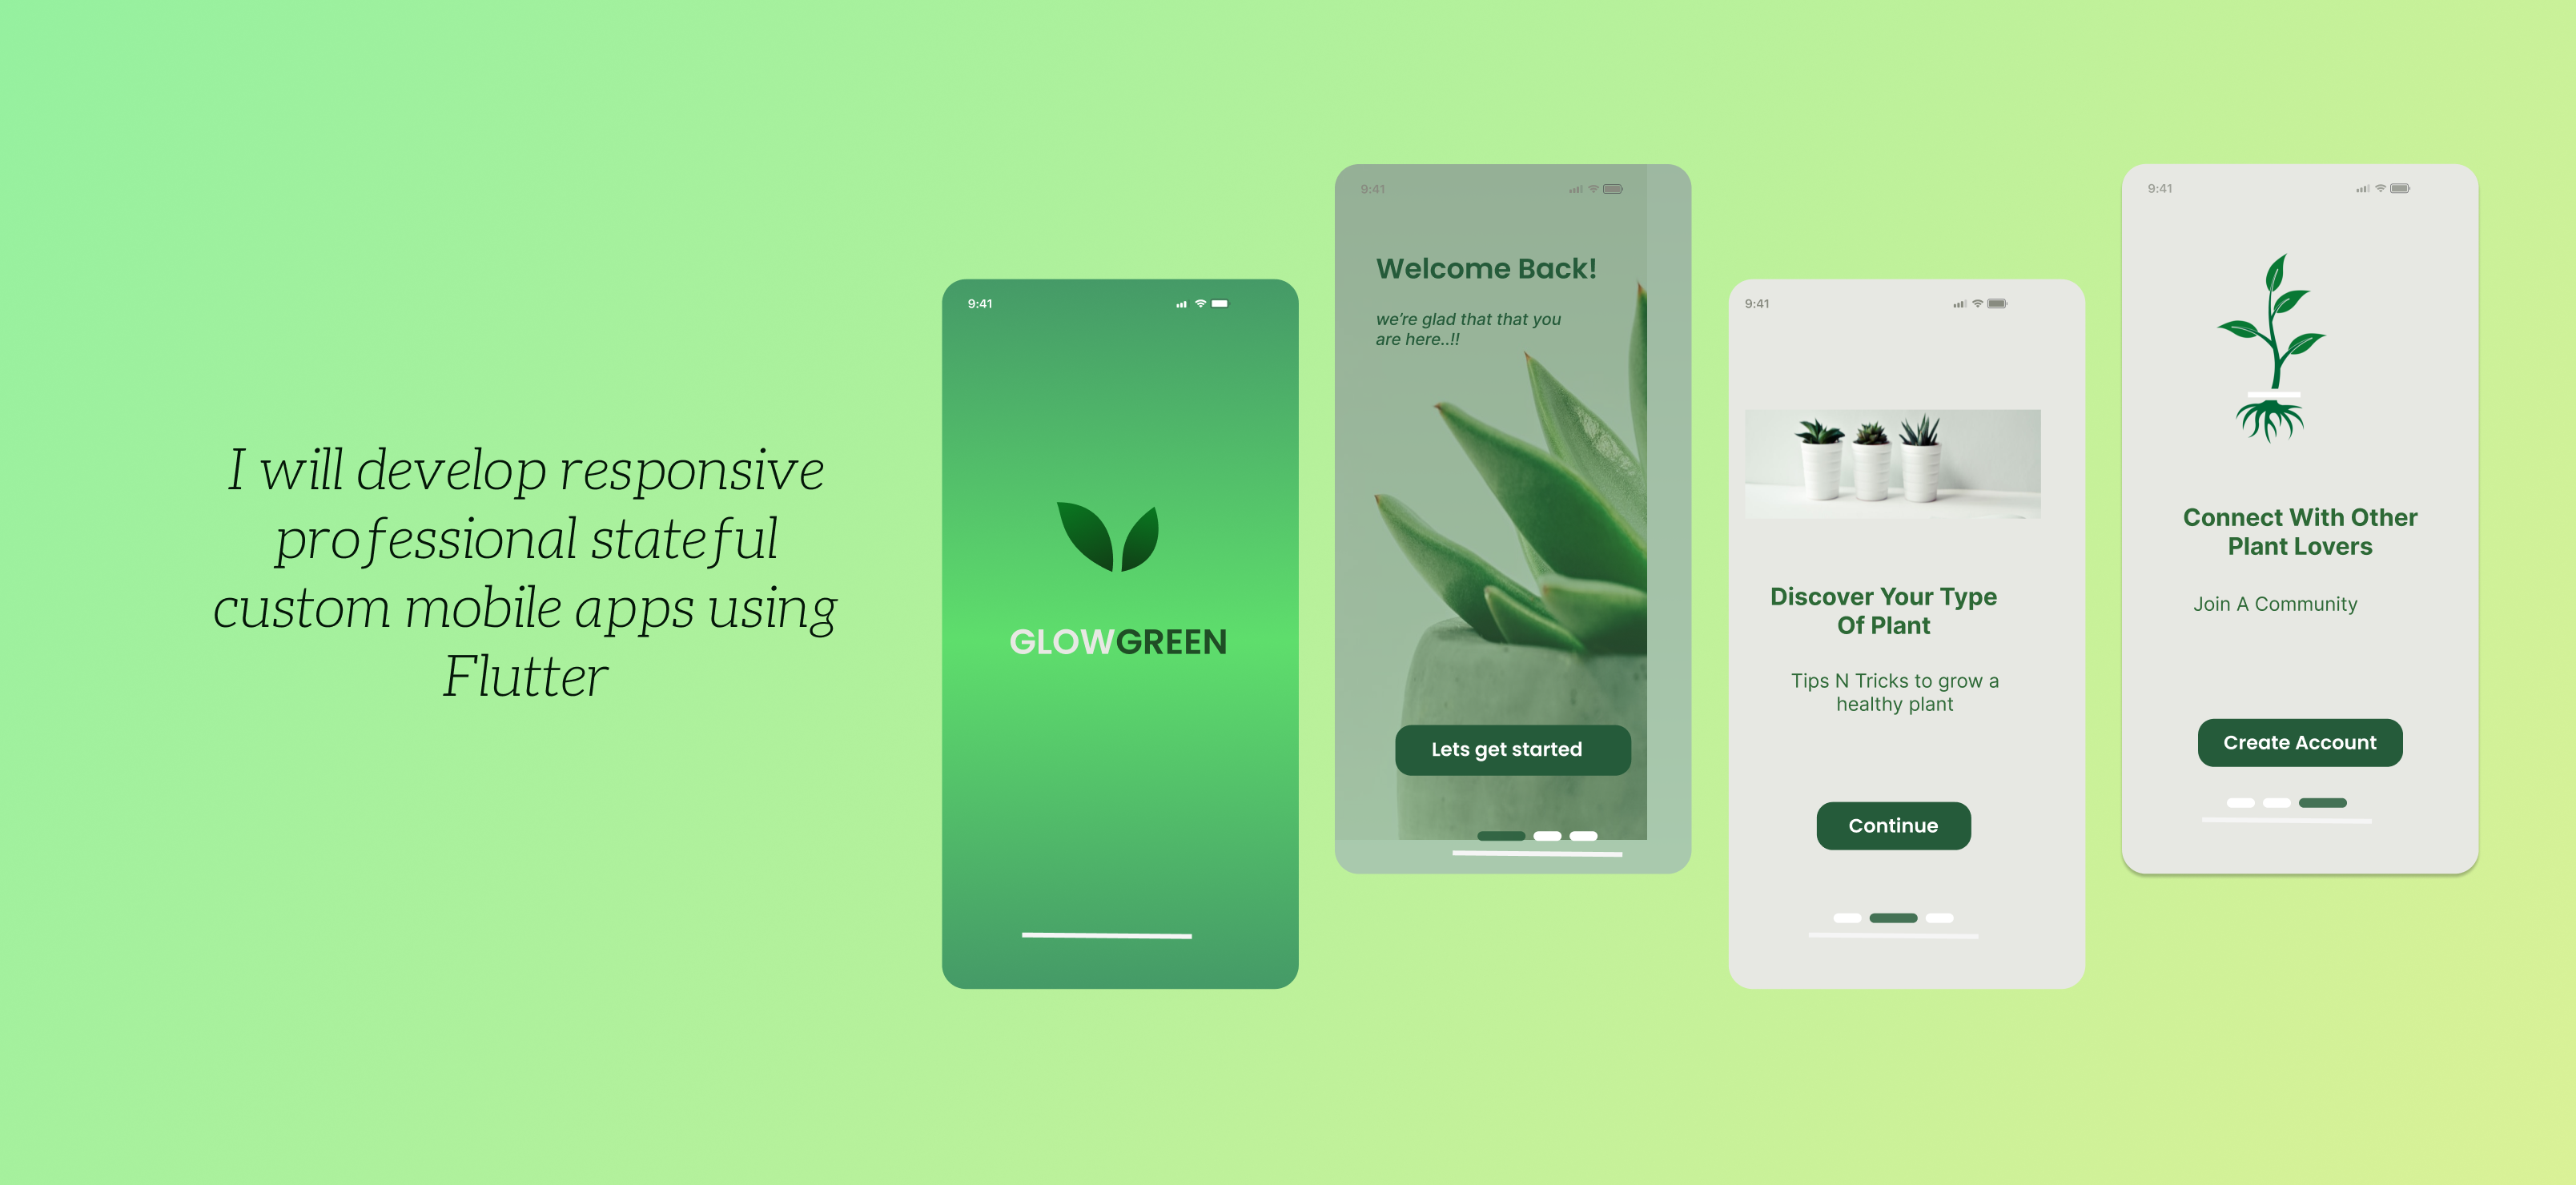 I will develop responsive
professional stateful
custom mobile apps using
Flutter
9:41
GLOWGREEN
9:41
Welcome Back!
we're glad that that you
are here..!!
Lets get started
9:41
Discover Your Type
Of Plant
Tips N Tricks to grow a
healthy plant
Continue
9:41
Connect With Other
Plant Lovers
Join A Community
Create Account